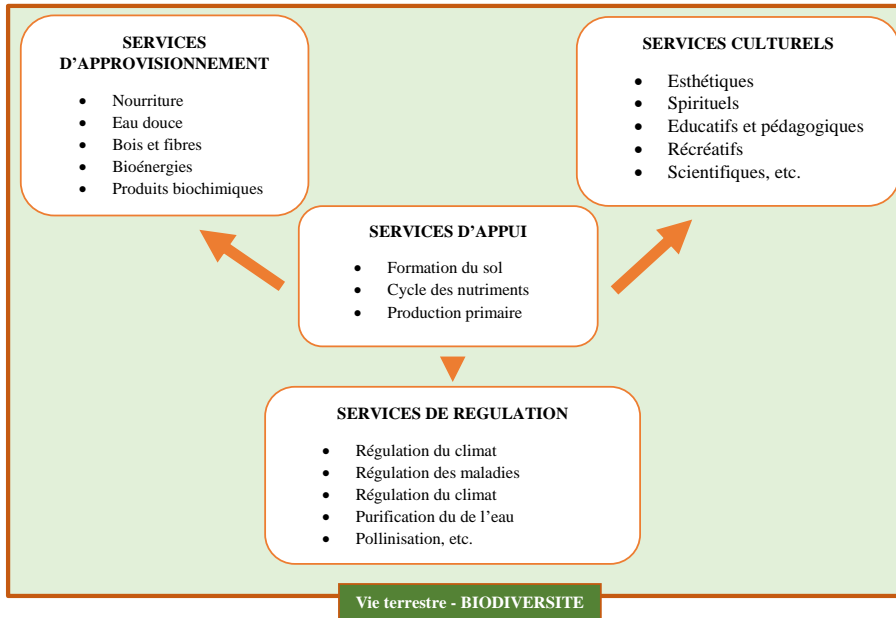 SERVICES
D'APPROVISIONNEMENT
• Nourriture
• Eau douce
• Bois et fibres
• Bioénergies
• Produits biochimiques
SERVICES CULTURELS
• Esthétiques
• Spirituels
• Educatifs et pédagogiques
• Récréatifs
• Scientifiques, etc.
SERVICES D'APPUI
• Formation du sol
• Cycle des nutriments
• Production primaire
SERVICES DE REGULATION
• Régulation du climat
• Régulation des maladies
• Régulation du climat
• Purification du de l'eau
• Pollinisation, etc.
Vie terrestre - BIODIVERSITE